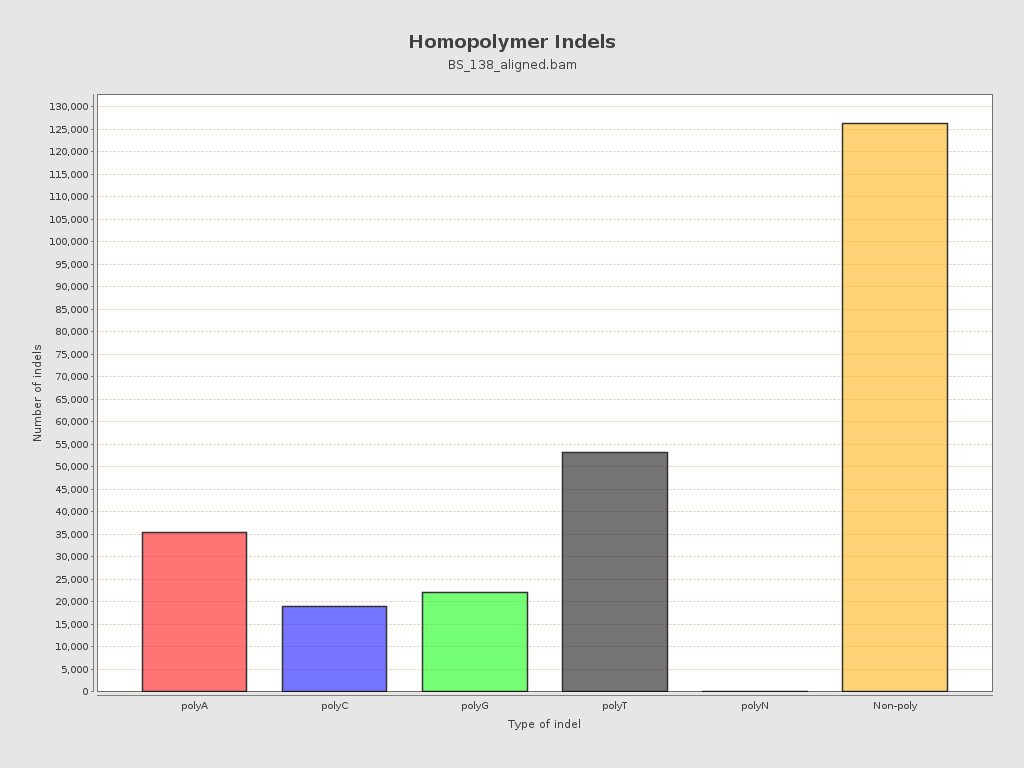 Homopolymer Indels
BS_138_aligned.bam
130,000
125,000
120,000
115,000
110,000
105,000
100,000
95,000
90,000
85,000
80,000
75,000
70,000
65,000
60,000
55,000
50,000
45,000
40,000
35,000
30,000
25,000
20,000
15,000
10,000
5,000
0
Number of indels
polyA
polyC
polyG
polyT
polyN
Non-poly
Type of indel